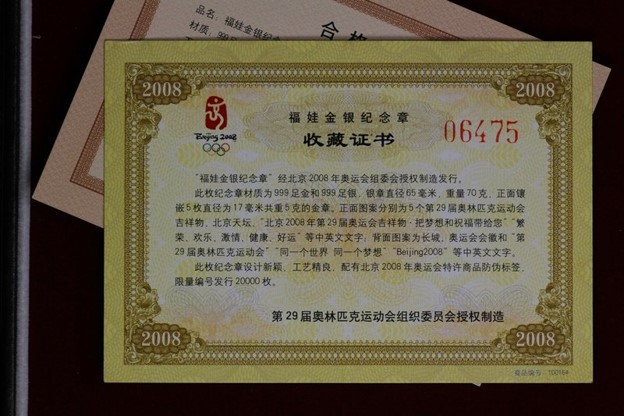 品名：福娃金银纪念
材质：999足
合格
2008
2008
Beijing 2008
福娃金银纪念章
收藏证书
06475
“福娃金银纪念章”经北京2008年奥运会组委会授权制造发行。
此枚纪念章材质为999足金和999足银，银章直径65毫米，重量70克，正面镶
嵌5枚直径为17毫米共重5克的金章。正面图案分别为5个第29届奥林匹克运动会
吉祥物、北京天坛、“北京2008年第29届奥运会吉祥物·把梦想和祝福带给您”“繁
荣、欢乐、激情、健康、好运”等中英文文字，背面图案为长城、奥运会会徽和“第
29届奥林匹克运动会”“同一个世界 同一个梦想”“Beijing2008”等中英文文字。
此枚纪念章设计新颖，工艺精良，配有北京2008年奥运会特许商品防伪标签，
限量编号发行20000枚。
第29届奥林匹克运动会组织委员会授权制造
2008
2008